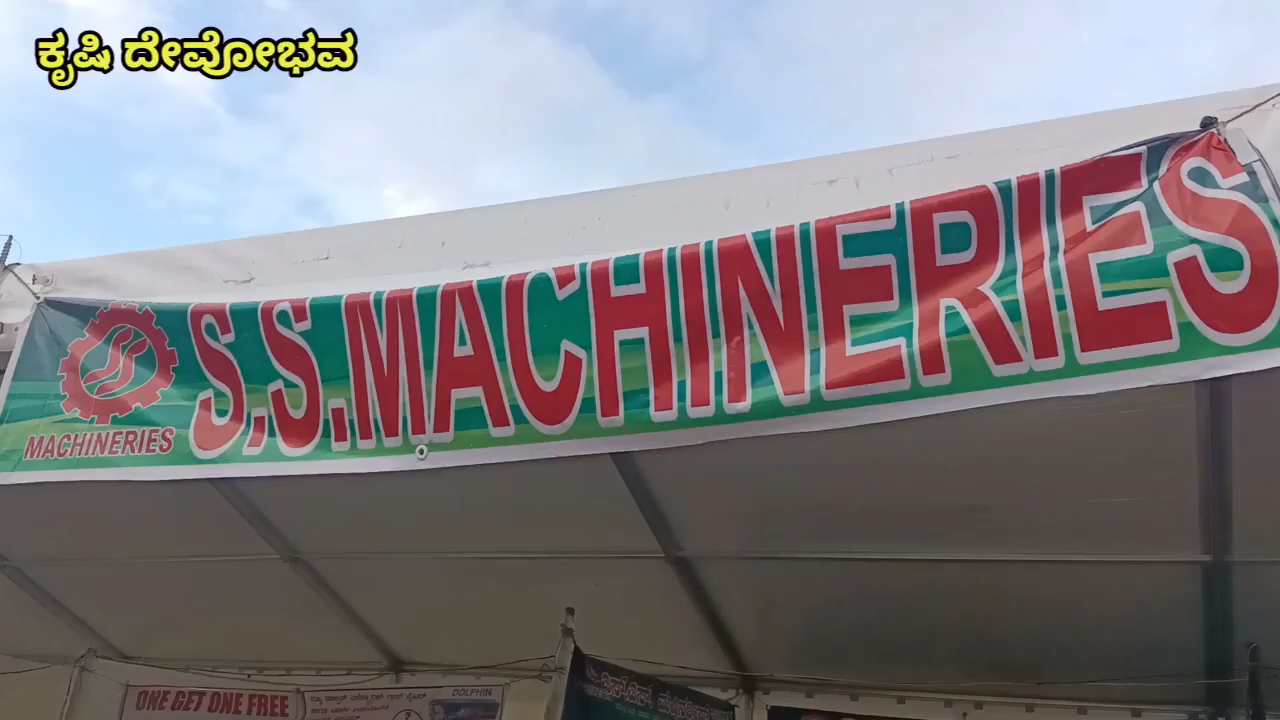 ಕೃಷಿ ದೇವೋಭವ
S.S.MACHINERIES
MACHINERIES
ONE GET ONE FREE
DOLPHIN